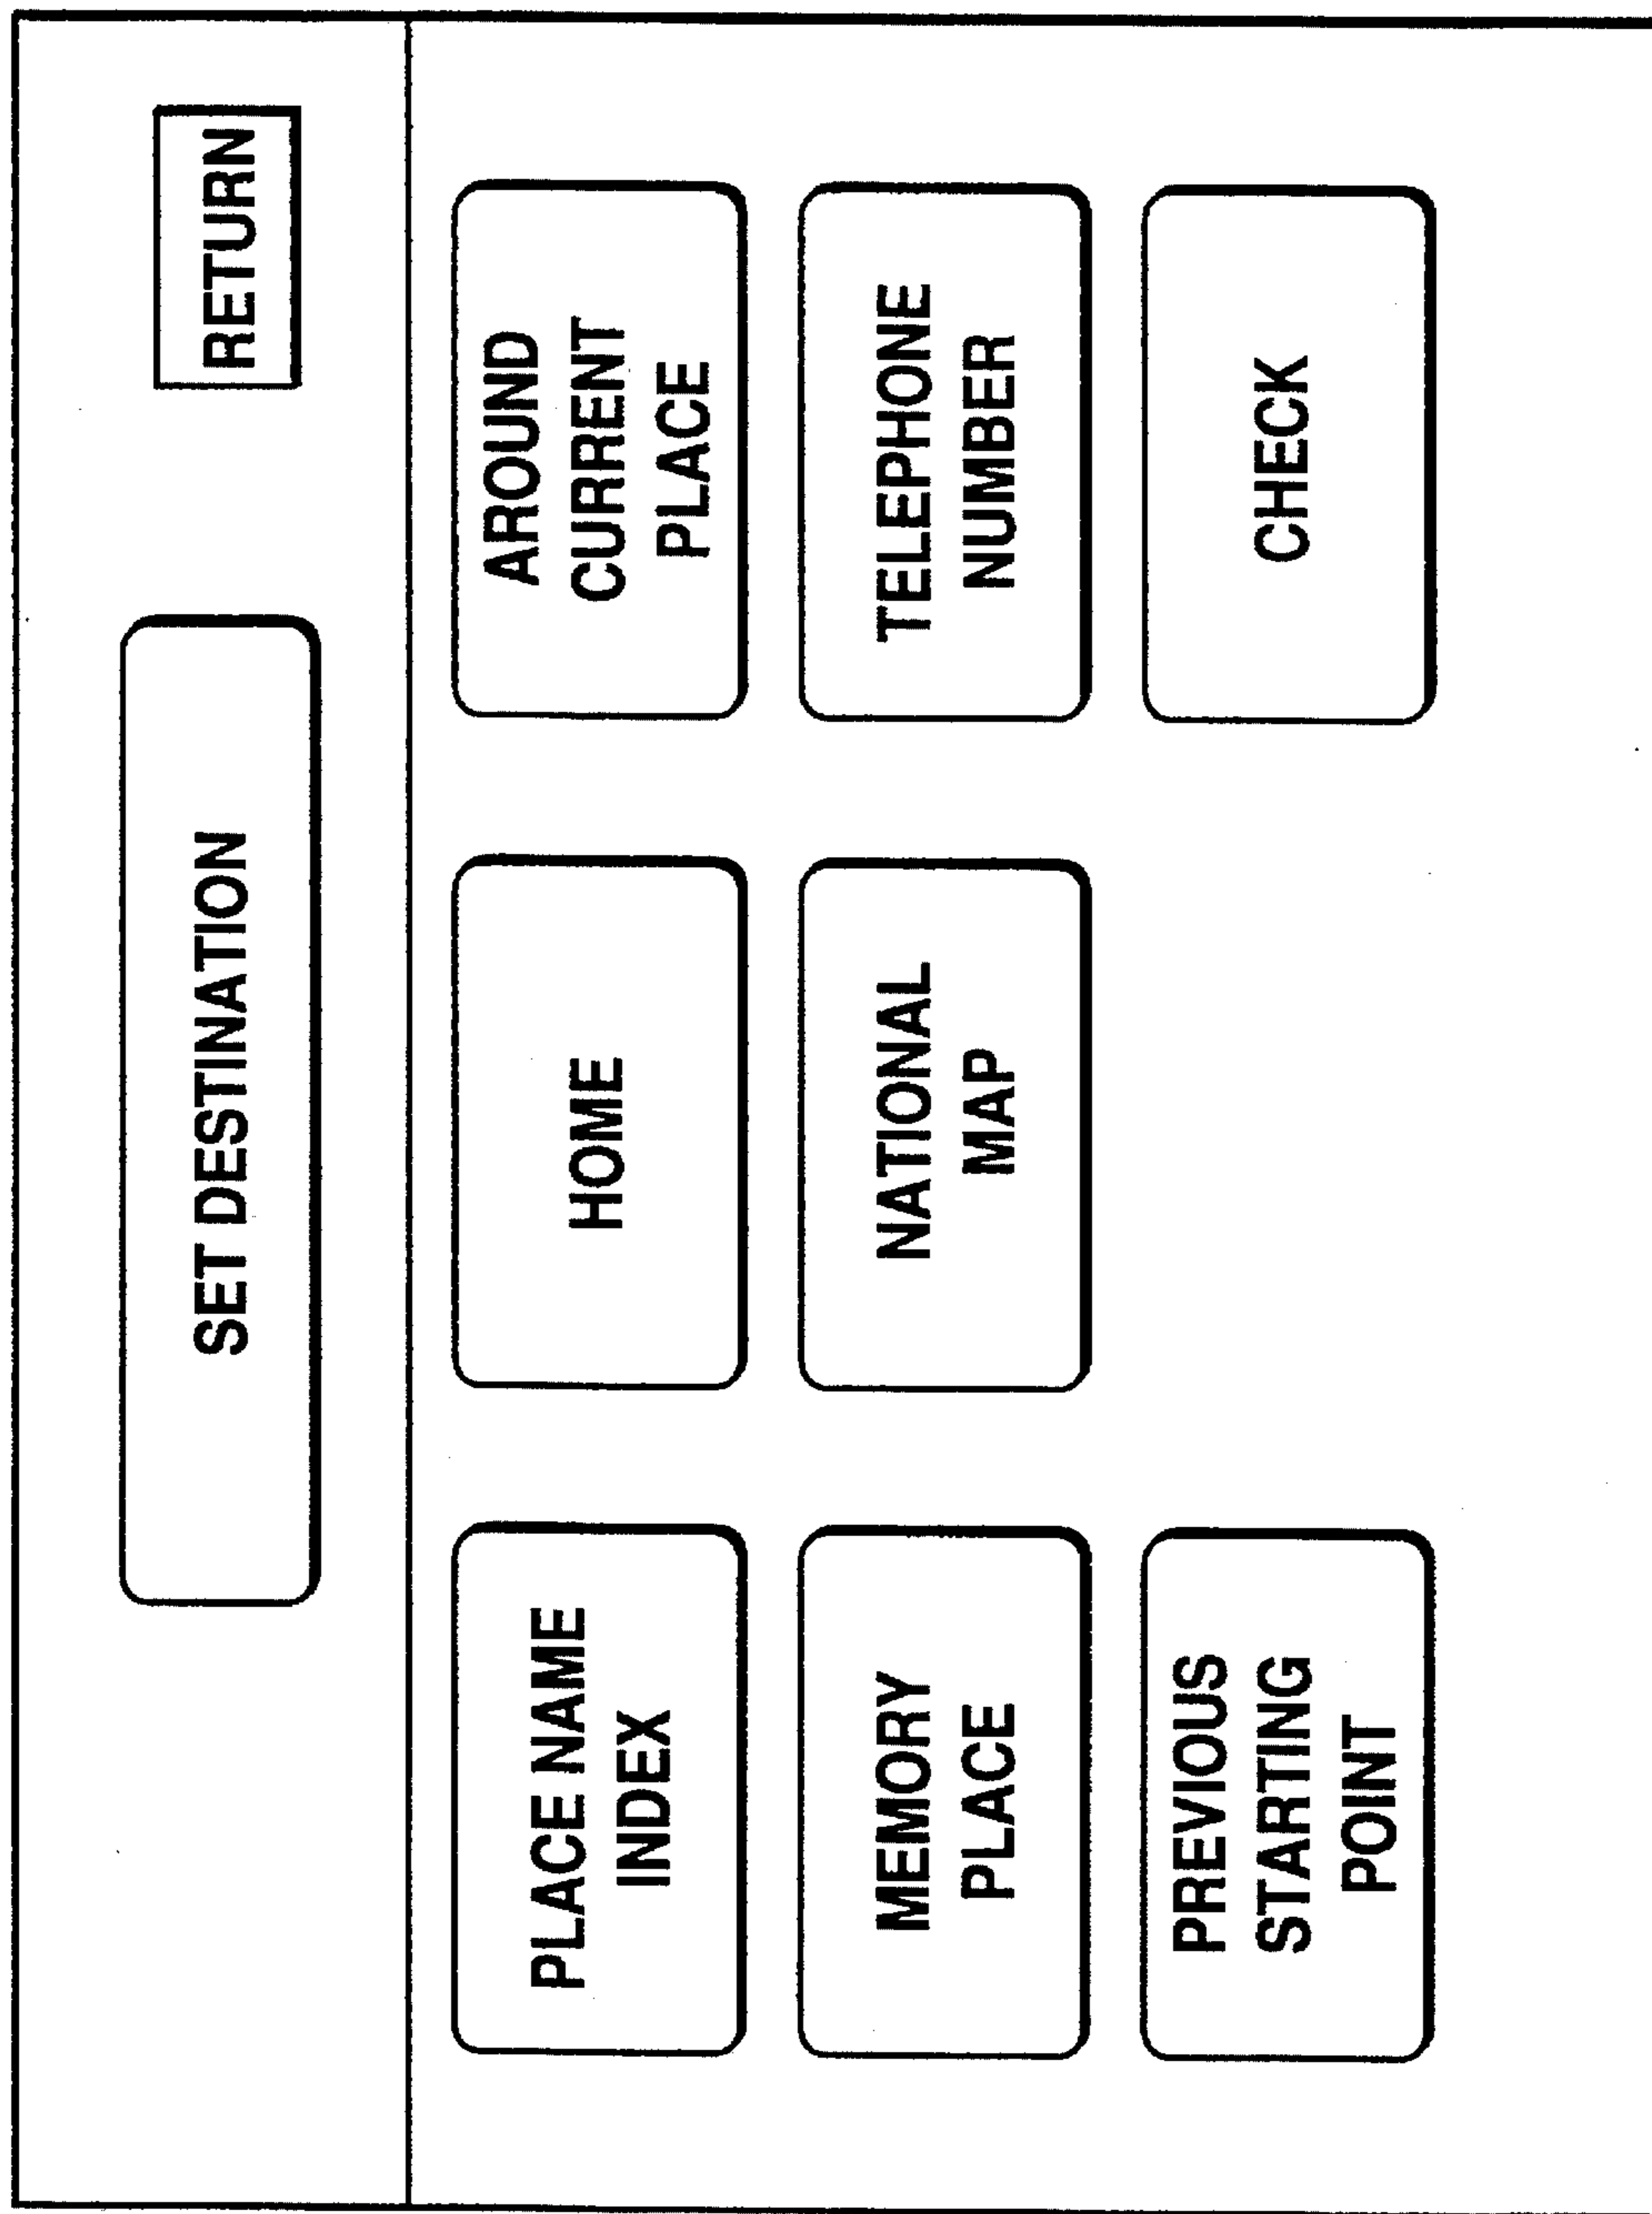 SET DESTINATION
RETURN
PLACE NAME
INDEX
HOME
AROUND
CURRENT
PLACE
MEMORY
PLACE
NATIONAL
MAP
TELEPHONE
NUMBER
PREVIOUS
STARTING
POINT
CHECK